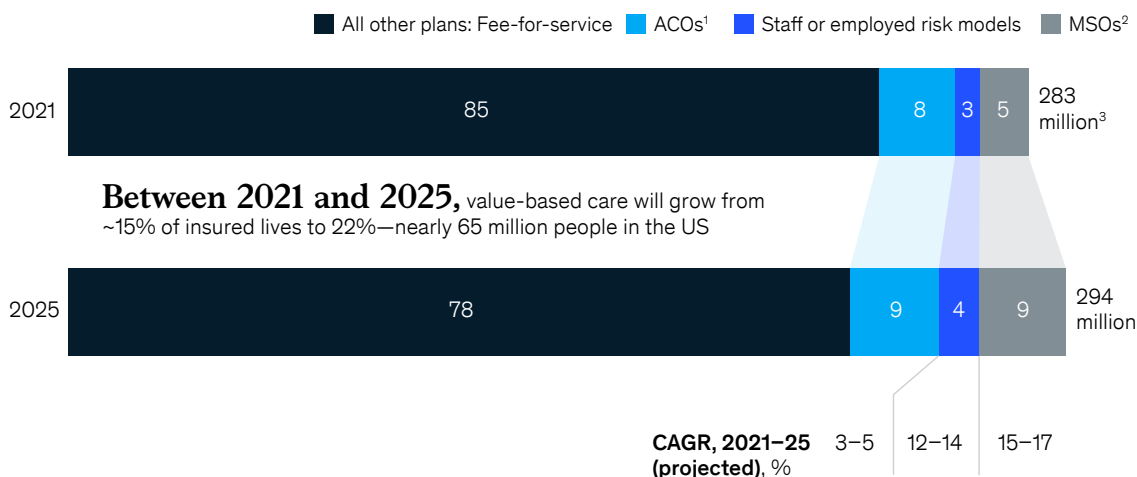 All other plans: Fee-for-service ACOs¹ Staff or employed risk models MSOs²
2021 85 8 3 5 283
million³
Between 2021 and 2025, value-based care will grow from
~15% of insured lives to 22%—nearly 65 million people in the US
2025 78 9 4 9 294
million
CAGR, 2021–25 3–5 12–14 15–17
(projected), %